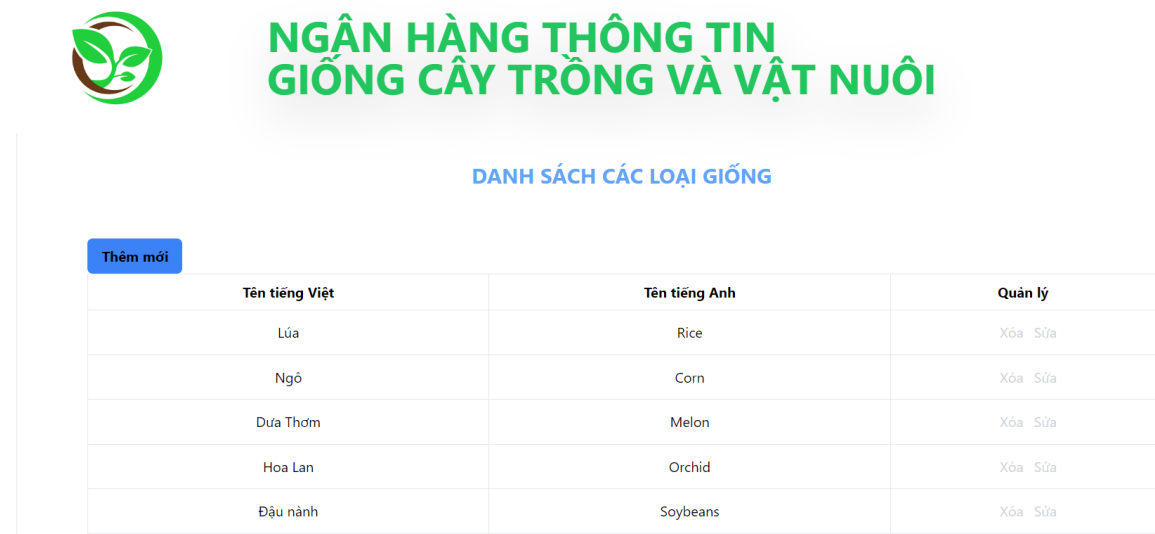 NGÂN HÀNG THÔNG TIN
GIỐNG CÂY TRỒNG VÀ VẬT NUÔI
DANH SÁCH CÁC LOẠI GIỐNG
Thêm mới
Tên tiếng Việt Tên tiếng Anh Quản lý
Lúa Rice Xóa Sửa
Ngô Corn Xóa Sửa
Dưa Thơm Melon Xóa Sửa
Hoa Lan Orchid Xóa Sửa
Đậu nành Soybeans Xóa Sửa